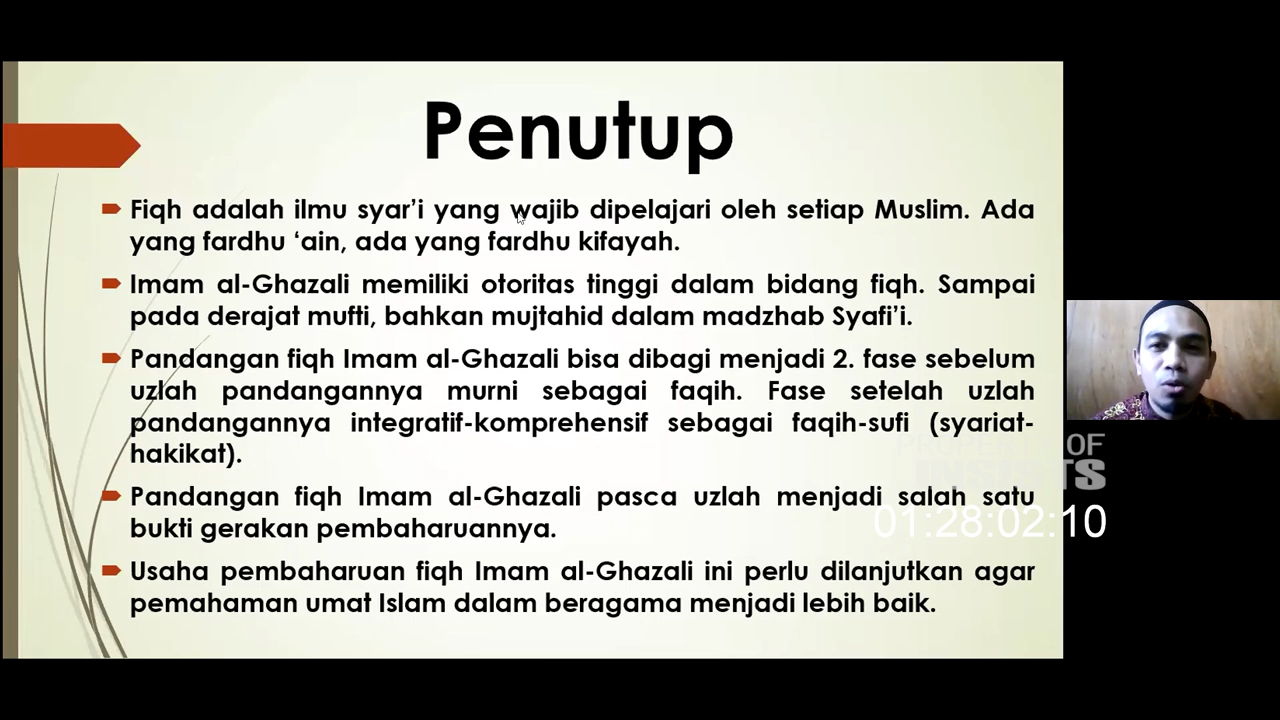 Penutup
Fiqh adalah ilmu syar’i yang wajib dipelajari oleh setiap Muslim. Ada
yang fardhu ‘ain, ada yang fardhu kifayah.
Imam al-Ghazali memiliki otoritas tinggi dalam bidang fiqh. Sampai
pada derajat mufti, bahkan mujtahid dalam madzhab Syafi’i.
Pandangan fiqh Imam al-Ghazali bisa dibagi menjadi 2. fase sebelum
uzlah pandangannya murni sebagai faqih. Fase setelah uzlah
pandangannya integratif-komprehensif sebagai faqih-sufi (syariat-
hakikat).
PROPERTY OF
INSISTS
Pandangan fiqh Imam al-Ghazali pasca uzlah menjadi salah satu
bukti gerakan pembaharuannya.
01:28:02:10
Usaha pembaharuan fiqh Imam al-Ghazali ini perlu dilanjutkan agar
pemahaman umat Islam dalam beragama menjadi lebih baik.